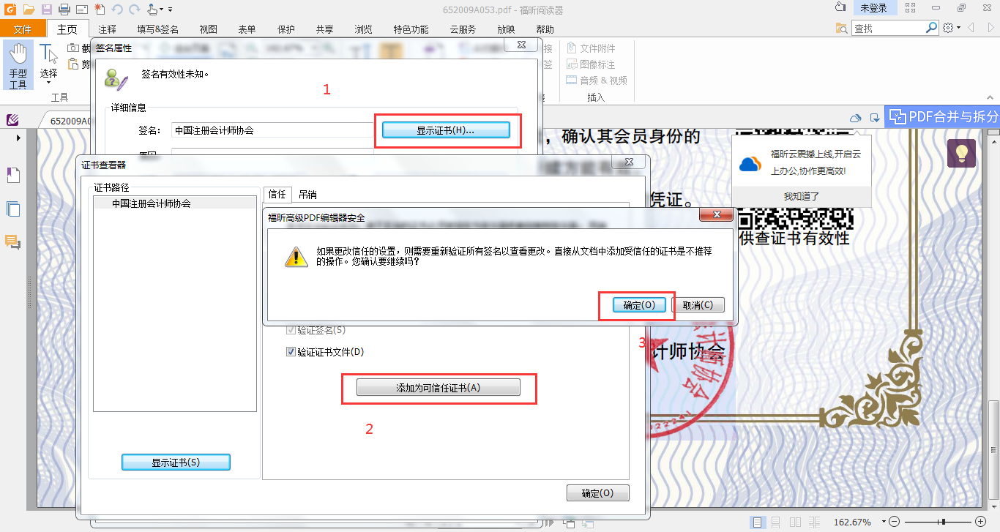 652009A053.pdf - 福昕阅读器
未登录
文件
主页
注释
填写&签名
视图
表单
保护
共享
浏览
特色功能
云服务
放映
帮助
查找
手型
工具
选择
截
剪
工具
接
签
文件附件
图像标注
音频 & 视频
插入
652009A0
PDF合并与拆分
签名属性
签名有效性未知。
1
详细信息
签名:
中国注册会计师协会
显示证书(H)...
，确认其会员身份的
福昕云震撼上线,开启云
上办公,协作更高效!
我知道了
凭证。
供查证书有效性
证书查看器
证书路径
中国注册会计师协会
信任
吊销
福昕高级PDF编辑器安全
如果更改信任的设置，则需要重新验证所有签名以查看更改。直接从文档中添加受信任的证书是不推荐
的操作。您确认要继续吗？
确定(O)
取消(C)
3
验证签名(S)
验证证书文件(D)
添加为可信任证书(A)
2
计师协会
显示证书(S)
确定(O)
162.67%